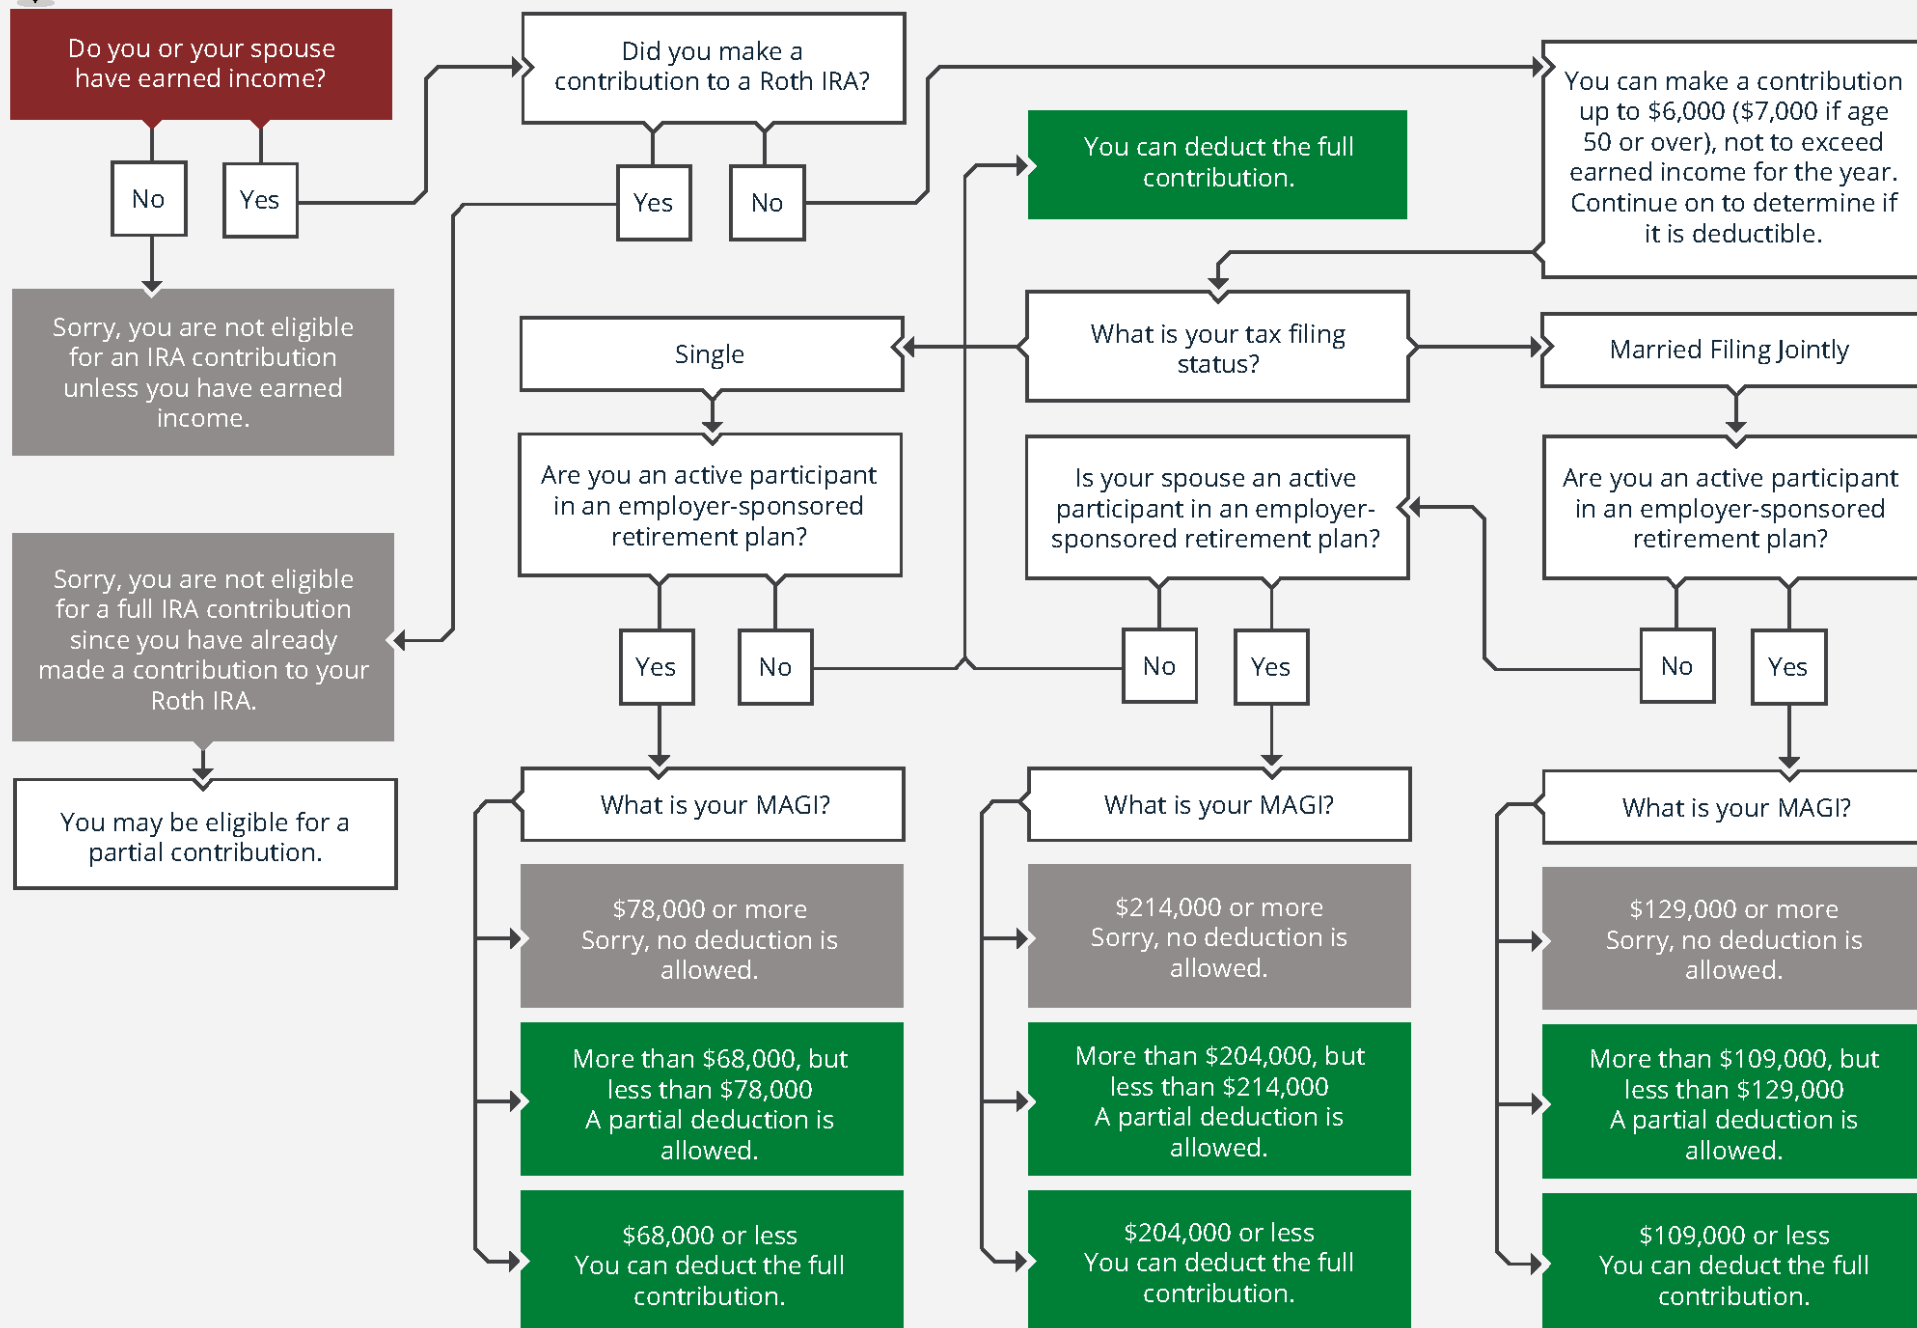 Do you or your spouse
have earned income?
No
Yes
Sorry, you are not eligible
for an IRA contribution
unless you have earned
income.
Did you make a
contribution to a Roth IRA?
Yes
No
Sorry, you are not eligible
for a full IRA contribution
since you have already
made a contribution to your
Roth IRA.
You may be eligible for a
partial contribution.
You can make a contribution
up to $6,000 ($7,000 if age
50 or over), not to exceed
earned income for the year.
Continue on to determine if
it is deductible.
You can deduct the full
contribution.
What is your tax filing
status?
Single
Married Filing Jointly
Are you an active participant
in an employer-sponsored
retirement plan?
Yes
No
Is your spouse an active
participant in an employer-
sponsored retirement plan?
No
Yes
Are you an active participant
in an employer-sponsored
retirement plan?
No
Yes
What is your MAGI?
$78,000 or more
Sorry, no deduction is
allowed.
More than $68,000, but
less than $78,000
A partial deduction is
allowed.
$68,000 or less
You can deduct the full
contribution.
What is your MAGI?
$214,000 or more
Sorry, no deduction is
allowed.
More than $204,000, but
less than $214,000
A partial deduction is
allowed.
$204,000 or less
You can deduct the full
contribution.
What is your MAGI?
$129,000 or more
Sorry, no deduction is
allowed.
More than $109,000, but
less than $129,000
A partial deduction is
allowed.
$109,000 or less
You can deduct the full
contribution.